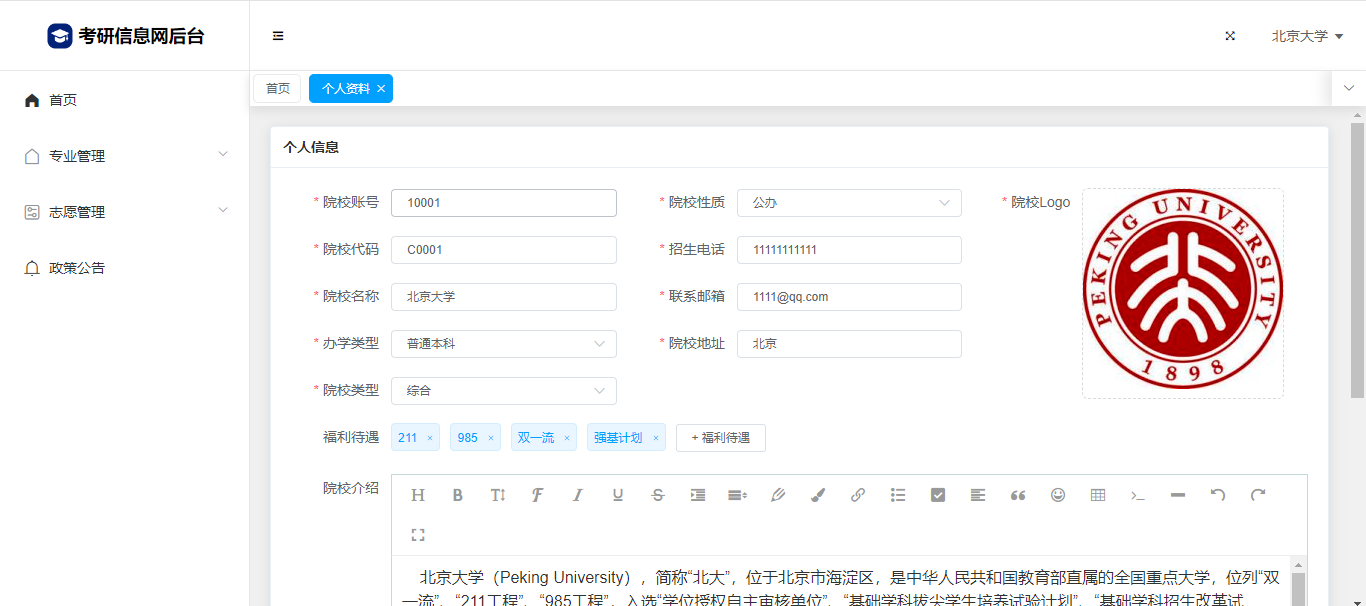 考研信息网后台
北京大学
首页
个人资料 ×
首页
专业管理
志愿管理
政策公告
个人信息
* 院校账号 10001
* 院校性质 公办
* 院校Logo
PEKING UNIVERSITY
1898
* 院校代码 C0001
* 招生电话 11111111111
* 院校名称 北京大学
* 联系邮箱 1111@qq.com
* 办学类型 普通本科
* 院校地址 北京
* 院校类型 综合
福利待遇 211 × 985 × 双一流 × 强基计划 × + 福利待遇
院校介绍
北京大学（Peking University），简称“北大”，位于北京市海淀区，是中华人民共和国教育部直属的全国重点大学，位列“双
一流”、“211工程”、“985工程”，入选“学位授权自主审核单位”、“基础学科拔尖学生培养试验计划”、“基础学科招生改革试